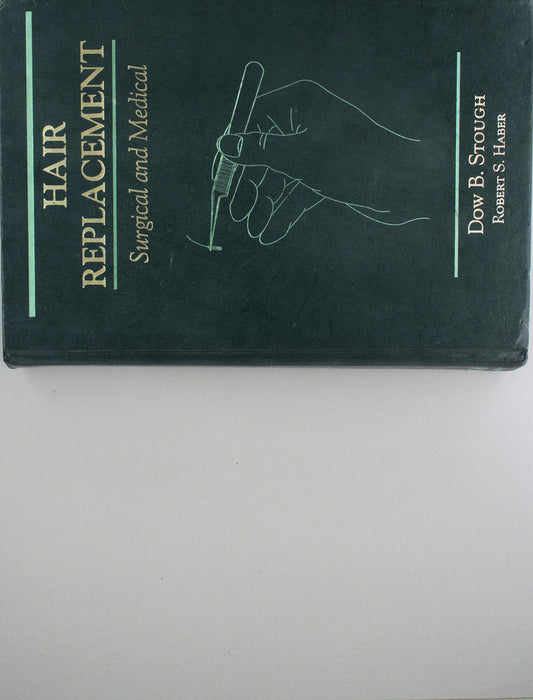 HAIR
REPLACEMENT
Surgical and Medical
DOW B. STOUGH
ROBERT S. HABER